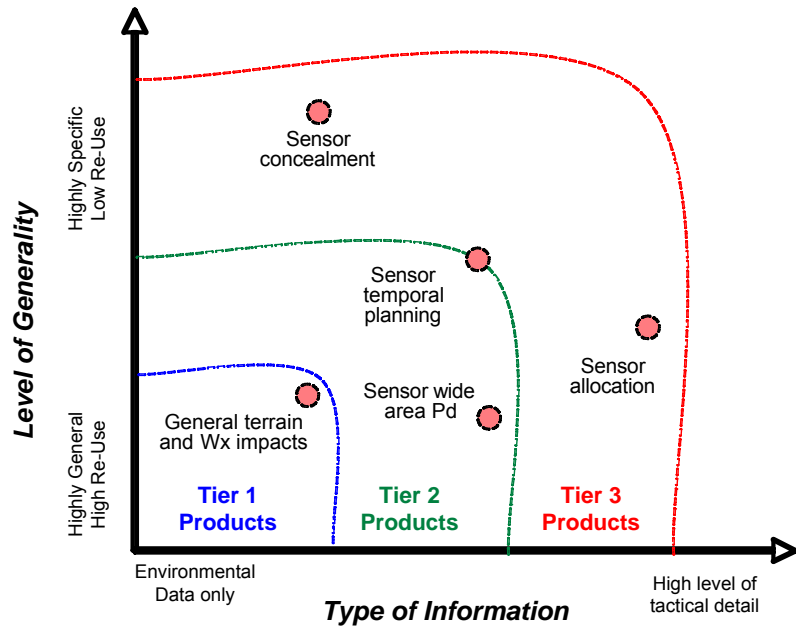 Level of Generality
Highly Specific
Low Re-Use
Highly General
High Re-Use
Sensor
concealment
Sensor
temporal
planning
Sensor
allocation
Sensor wide
area Pd
General terrain
and Wx impacts
Tier 1
Products
Tier 2
Products
Tier 3
Products
Environmental
Data only
High level of
tactical detail
Type of Information